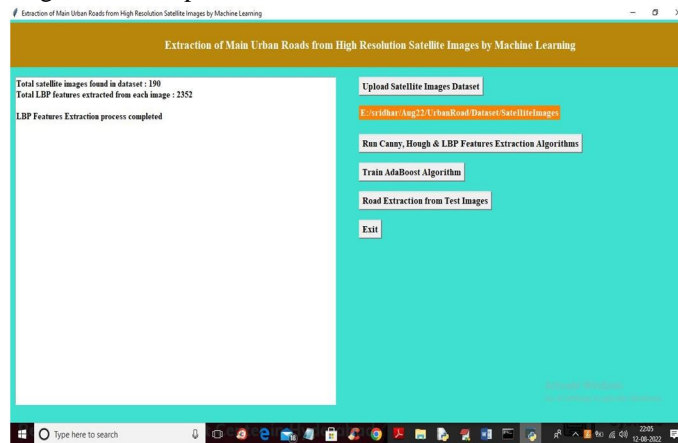 Extraction of Main Urban Roads from High Resolution Satellite Images by Machine Learning
Extraction of Main Urban Roads from High Resolution Satellite Images by Machine Learning
Total satellite images found in dataset : 190
Total LBP features extracted from each image : 2352
LBP Features Extraction process completed
Upload Satellite Images Dataset
E:/sridhar/Aug22/UrbanRoad/Dataset/SatelliteImages
Run Canny, Hough & LBP Features Extraction Algorithms
Train AdaBoost Algorithm
Road Extraction from Test Images
Exit
Type here to search
22:05
12-08-2022